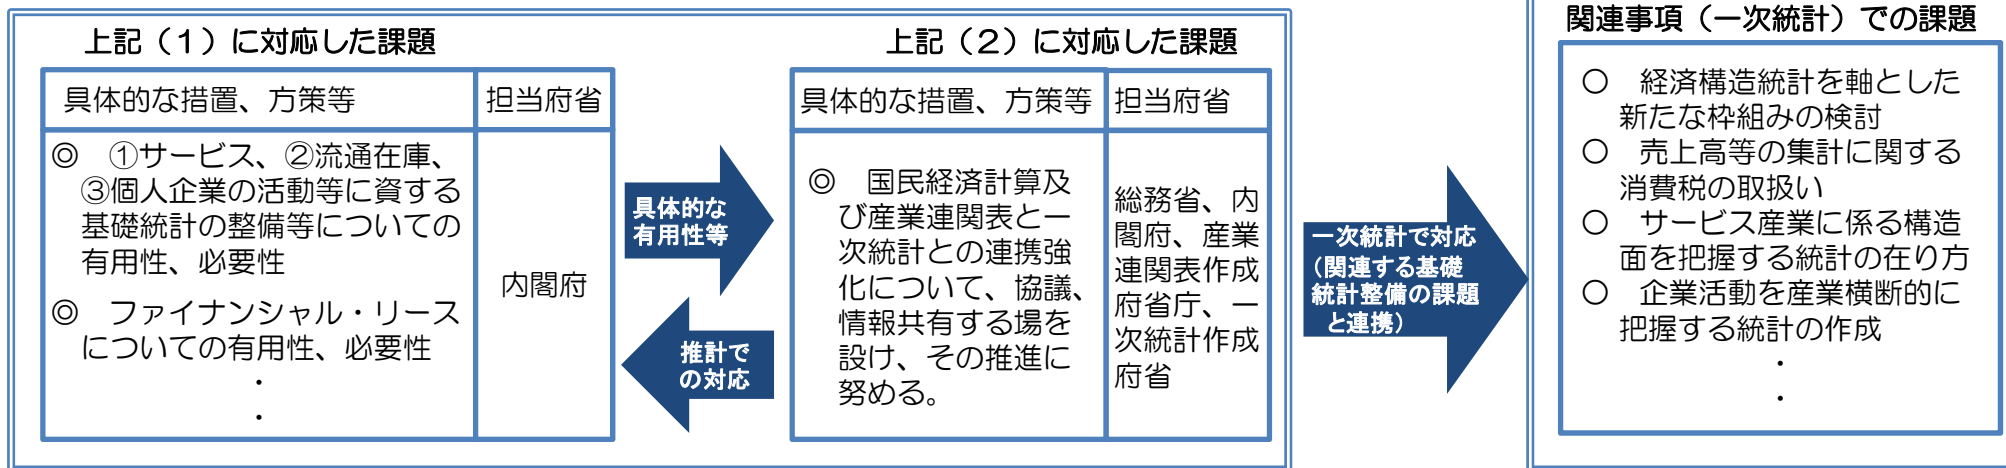 上記（１）に対応した課題
具体的な措置、方策等
担当府省
◎　①サービス、②流通在庫、
③個人企業の活動等に資する
基礎統計の整備等についての
有用性、必要性
◎　ファイナンシャル・リース
についての有用性、必要性
・
・
内閣府
具体的な
有用性等
推計で
の対応
上記（２）に対応した課題
具体的な措置、方策等
担当府省
◎　国民経済計算及
び産業連関表と一
次統計との連携強
化について、協議、
情報共有する場を
設け、その推進に
努める。
総務省、内
閣府、産業
連関表作成
府省庁、一
次統計作成
府省
一次統計で対応
（関連する基礎
統計整備の課題
と連携）
関連事項（一次統計）での課題
○　経済構造統計を軸とした
新たな枠組みの検討
○　売上高等の集計に関する
消費税の取扱い
○　サービス産業に係る構造
面を把握する統計の在り方
○　企業活動を産業横断的に
把握する統計の作成
・
・